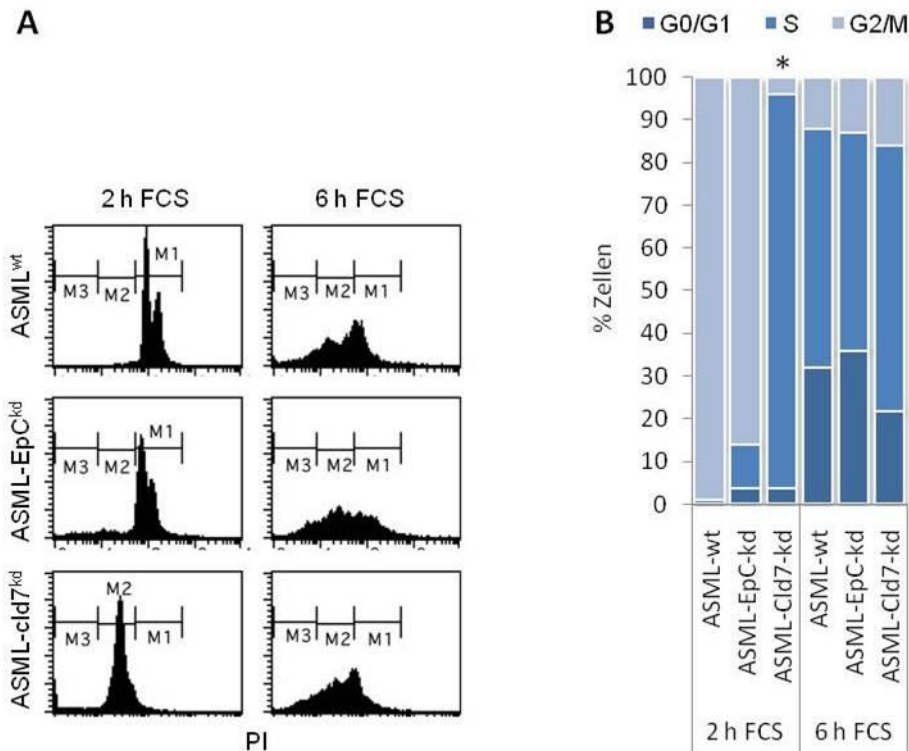 A
2 h FCS 6 h FCS
ASML^wt
M3 M2 M1
M3 M2 M1
ASML-EpC^kd
M3 M2 M1
M3 M2 M1
ASML-cld7^kd
M3 M2 M1
M3 M2 M1
PI
B
G0/G1 S G2/M
*
% Zellen
100
90
80
70
60
50
40
30
20
10
0
ASML-wt
ASML-EpC-kd
ASML-Cld7-kd
ASML-wt
ASML-EpC-kd
ASML-Cld7-kd
2 h FCS 6 h FCS